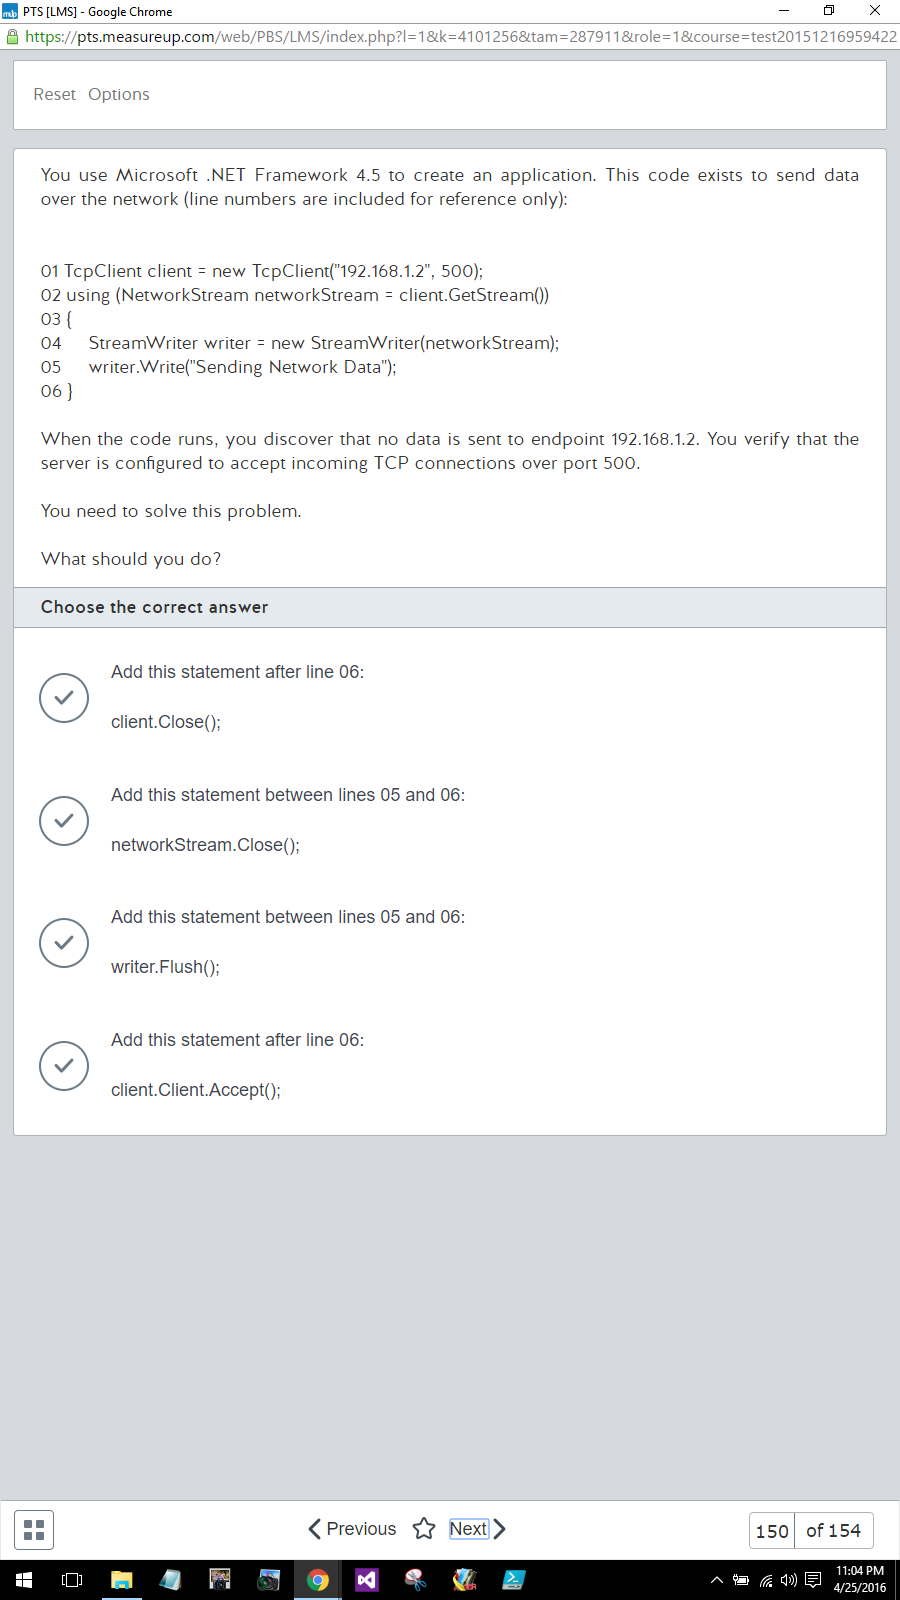 PTS [LMS] - Google Chrome
https://pts.measureup.com/web/PBS/LMS/index.php?l=1&k=4101256&tam=287911&role=1&course=test20151216959422
Reset Options
You use Microsoft .NET Framework 4.5 to create an application. This code exists to send data
over the network (line numbers are included for reference only):
01 TcpClient client = new TcpClient("192.168.1.2", 500);
02 using (NetworkStream networkStream = client.GetStream())
03 {
04 StreamWriter writer = new StreamWriter(networkStream);
05 writer.Write("Sending Network Data");
06 }
When the code runs, you discover that no data is sent to endpoint 192.168.1.2. You verify that the
server is configured to accept incoming TCP connections over port 500.
You need to solve this problem.
What should you do?
Choose the correct answer
Add this statement after line 06:
client.Close();
Add this statement between lines 05 and 06:
networkStream.Close();
Add this statement between lines 05 and 06:
writer.Flush();
Add this statement after line 06:
client.Client.Accept();
Previous Next 150 of 154
11:04 PM
4/25/2016